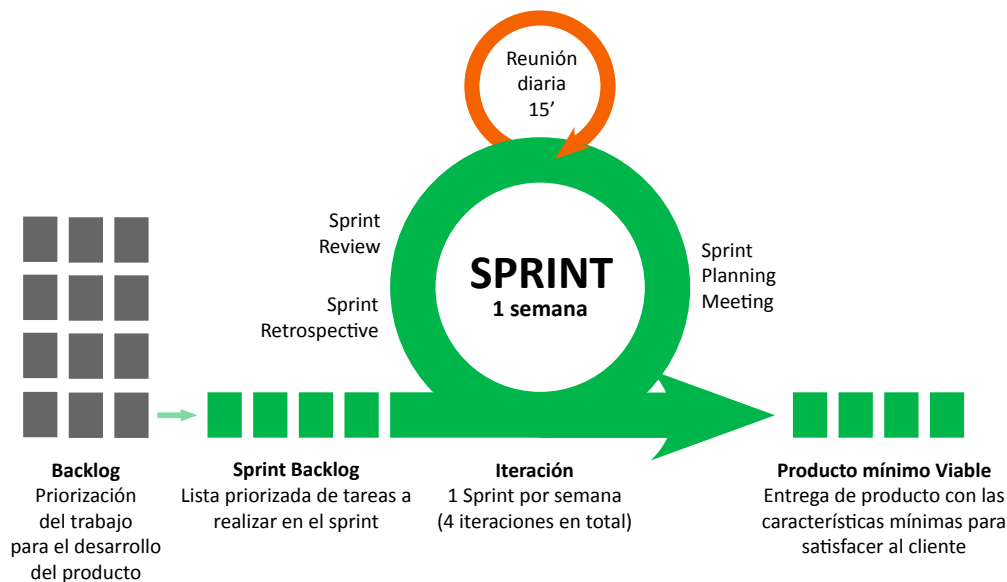 Reunión
diaria
15’
Sprint
Review
Sprint
Retrospective
SPRINT
1 semana
Sprint
Planning
Meeting
Backlog
Priorización
del trabajo
para el desarrollo
del producto
Sprint Backlog
Lista priorizada de tareas a
realizar en el sprint
Iteración
1 Sprint por semana
(4 iteraciones en total)
Producto mínimo Viable
Entrega de producto con las
características mínimas para
satisfacer al cliente